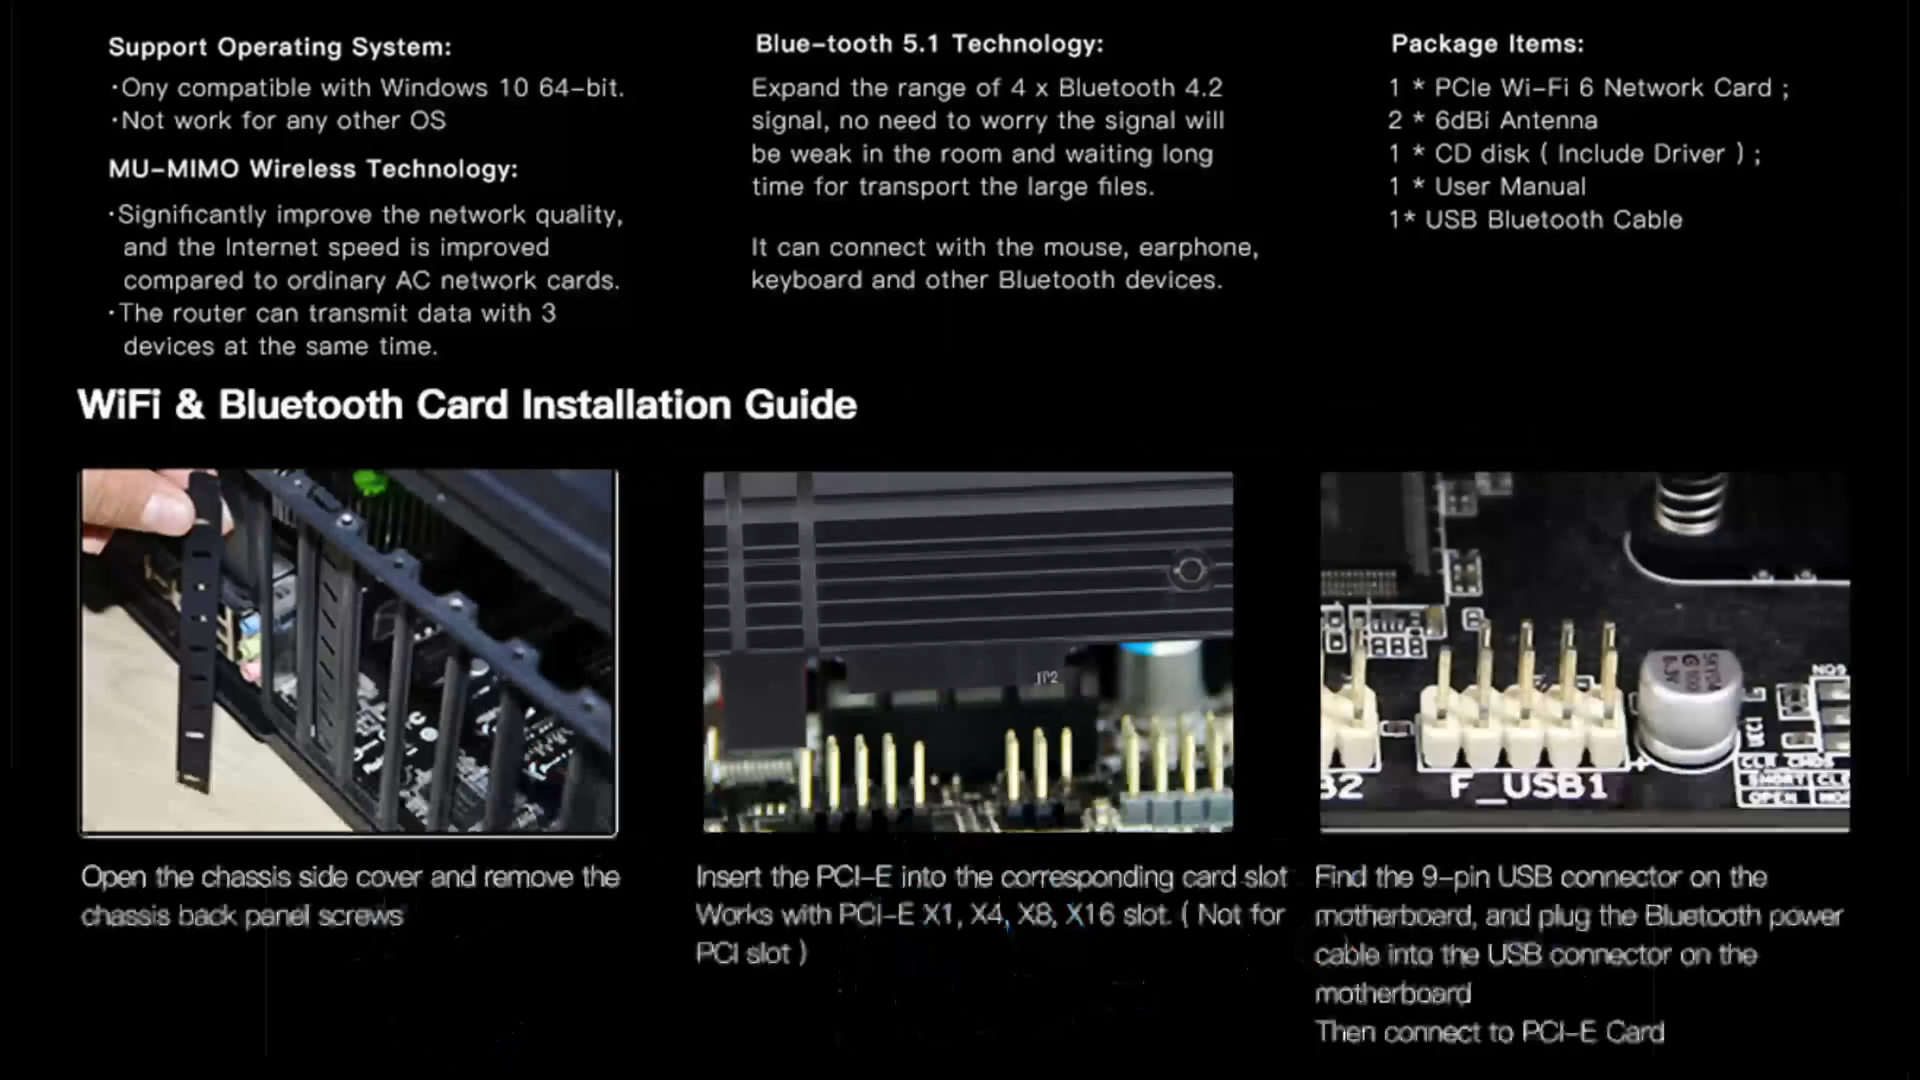 Support Operating System:
·Ony compatible with Windows 10 64-bit.
·Not work for any other OS
MU-MIMO Wireless Technology:
·Significantly improve the network quality,
and the Internet speed is improved
compared to ordinary AC network cards.
·The router can transmit data with 3
devices at the same time.
Blue-tooth 5.1 Technology:
Expand the range of 4 x Bluetooth 4.2
signal, no need to worry the signal will
be weak in the room and waiting long
time for transport the large files.
It can connect with the mouse, earphone,
keyboard and other Bluetooth devices.
Package Items:
1 * PCIe Wi-Fi 6 Network Card ;
2 * 6dBi Antenna
1 * CD disk ( Include Driver ) ;
1 * User Manual
1* USB Bluetooth Cable
WiFi & Bluetooth Card Installation Guide
JP2
B2
F_USB1
CLR CMOS
SHORT
OPEN
Open the chassis side cover and remove the
chassis back panel screws
Insert the PCI-E into the corresponding card slot
Works with PCI-E X1, X4, X8, X16 slot. ( Not for
PCI slot )
Find the 9-pin USB connector on the
motherboard, and plug the Bluetooth power
cable into the USB connector on the
motherboard
Then connect to PCI-E Card